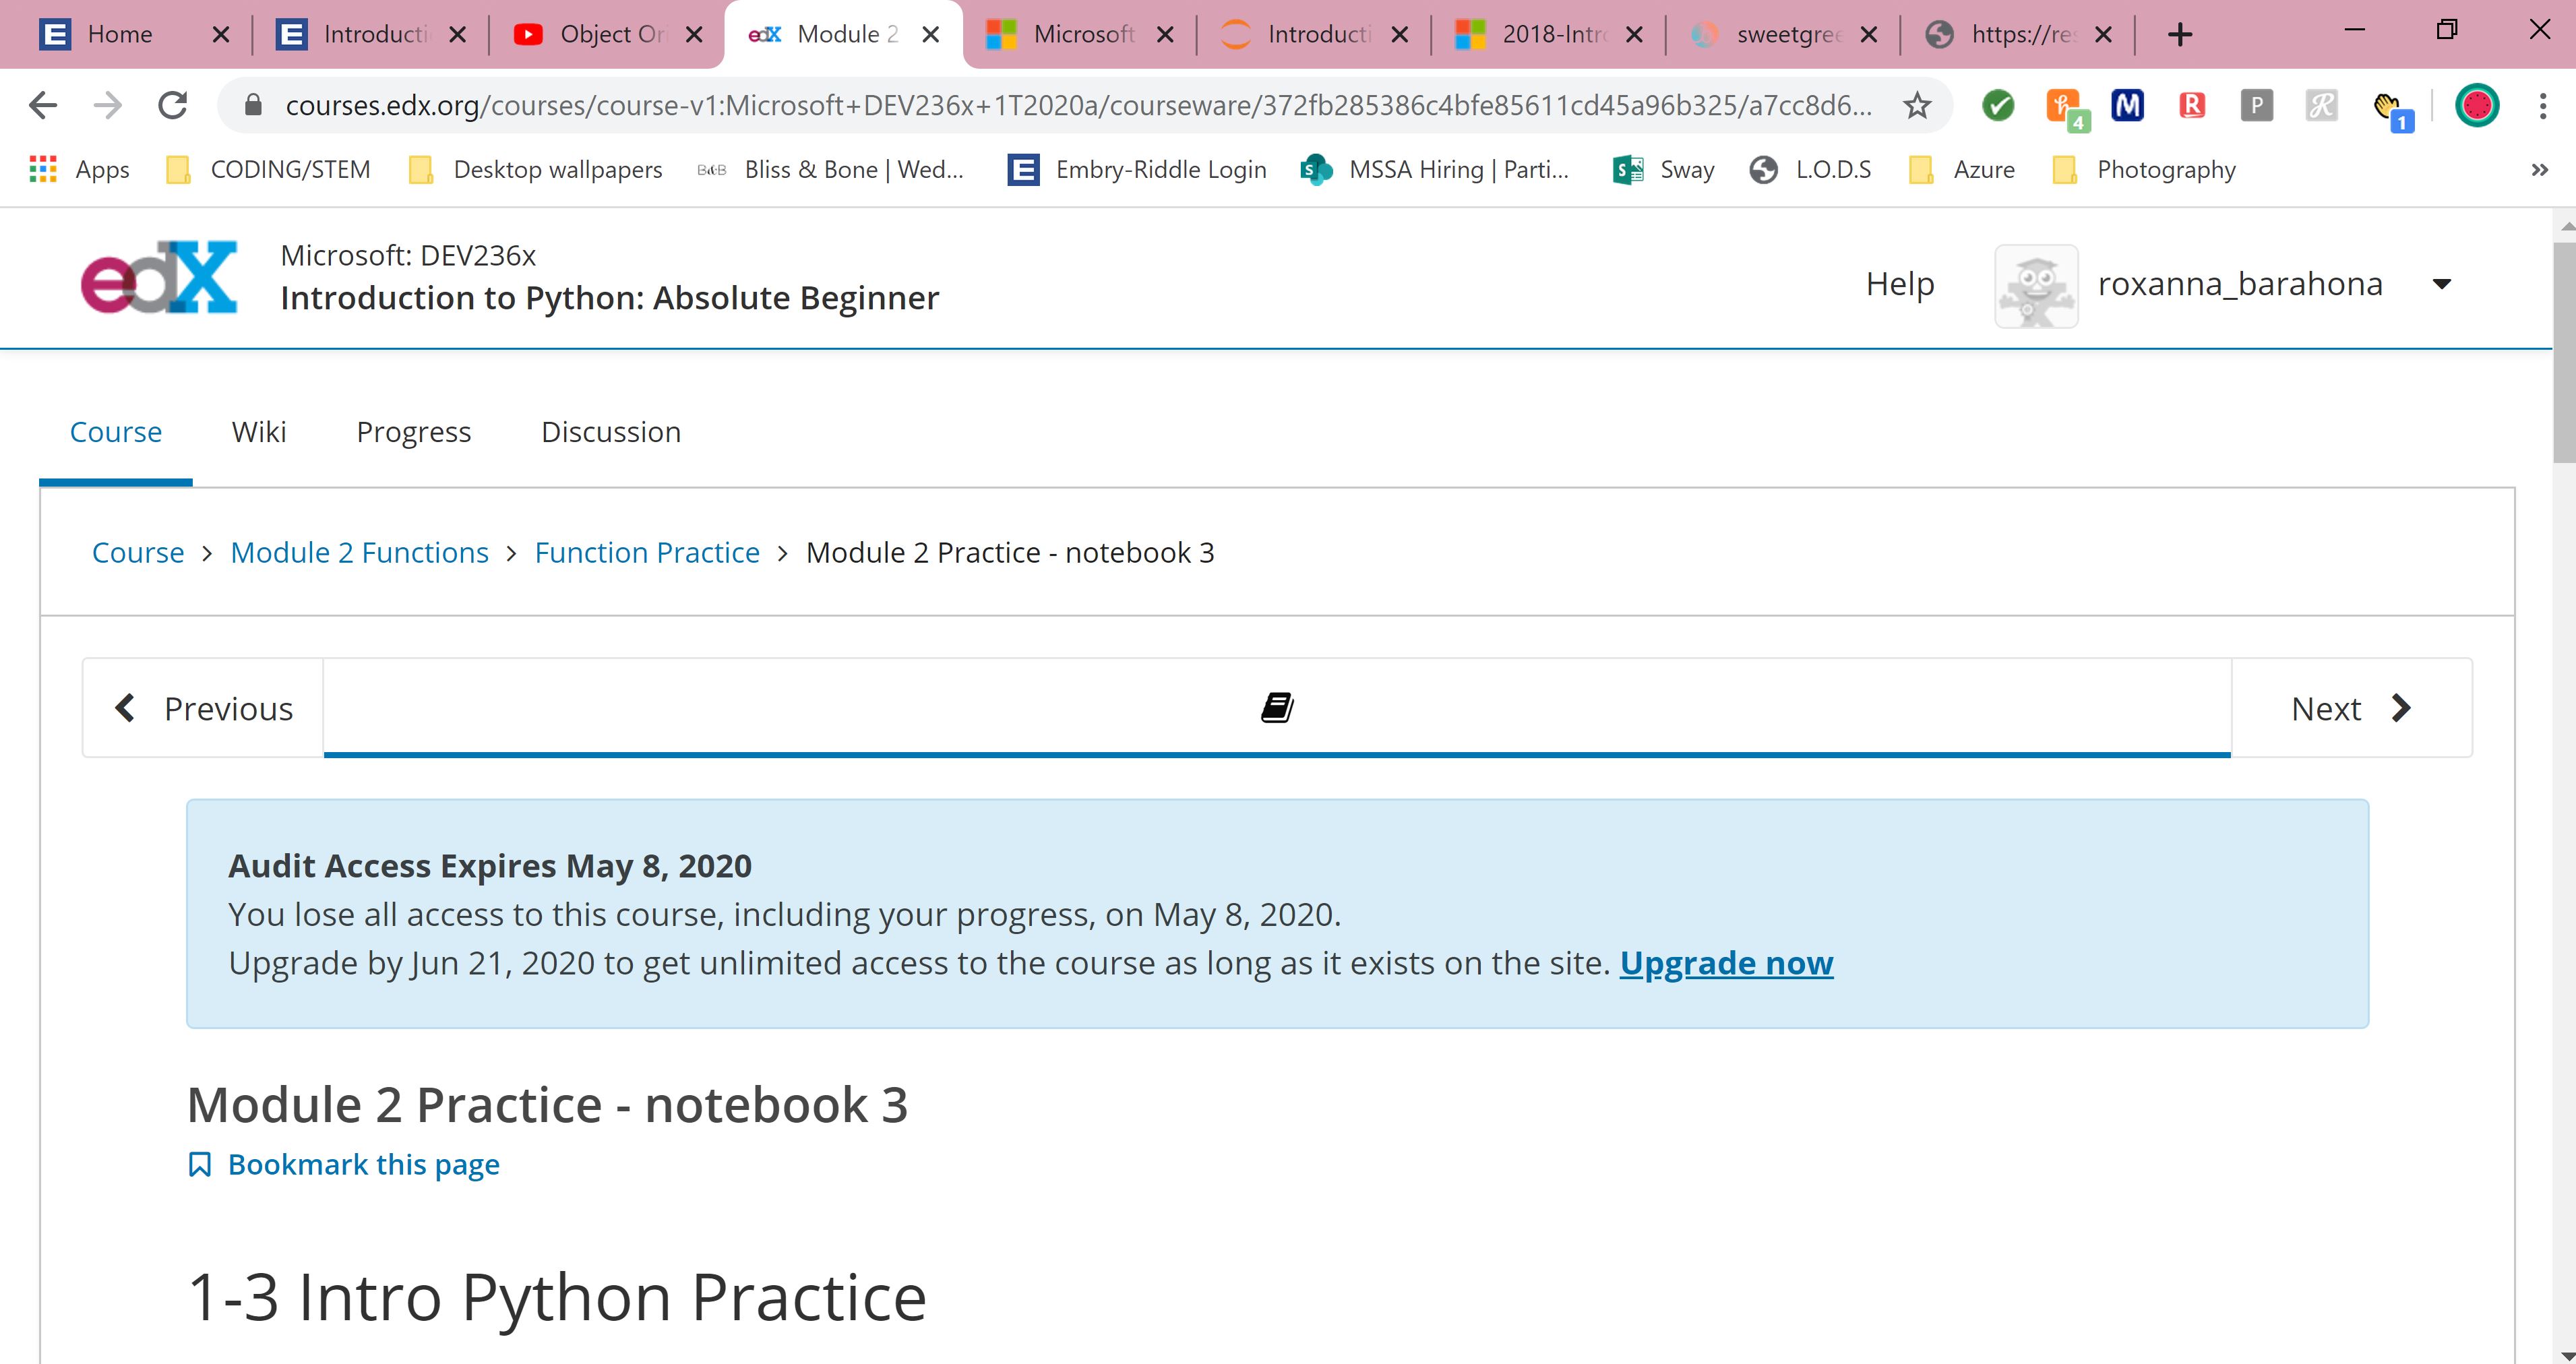 Home Introducti Object Ori Module 2 Microsoft Introducti 2018-Intro sweetgree https://res
courses.edx.org/courses/course-v1:Microsoft+DEV236x+1T2020a/courseware/372fb285386c4bfe85611cd45a96b325/a7cc8d6... 4 M R P R 1
Apps CODING/STEM Desktop wallpapers B&B Bliss & Bone | Wed... Embry-Riddle Login MSSA Hiring | Parti... Sway L.O.D.S Azure Photography »
edX
Microsoft: DEV236x
Introduction to Python: Absolute Beginner
Help roxanna_barahona
Course Wiki Progress Discussion
Course > Module 2 Functions > Function Practice > Module 2 Practice - notebook 3
Previous Next
Audit Access Expires May 8, 2020
You lose all access to this course, including your progress, on May 8, 2020.
Upgrade by Jun 21, 2020 to get unlimited access to the course as long as it exists on the site. Upgrade now
Module 2 Practice - notebook 3
Bookmark this page
1-3 Intro Python Practice